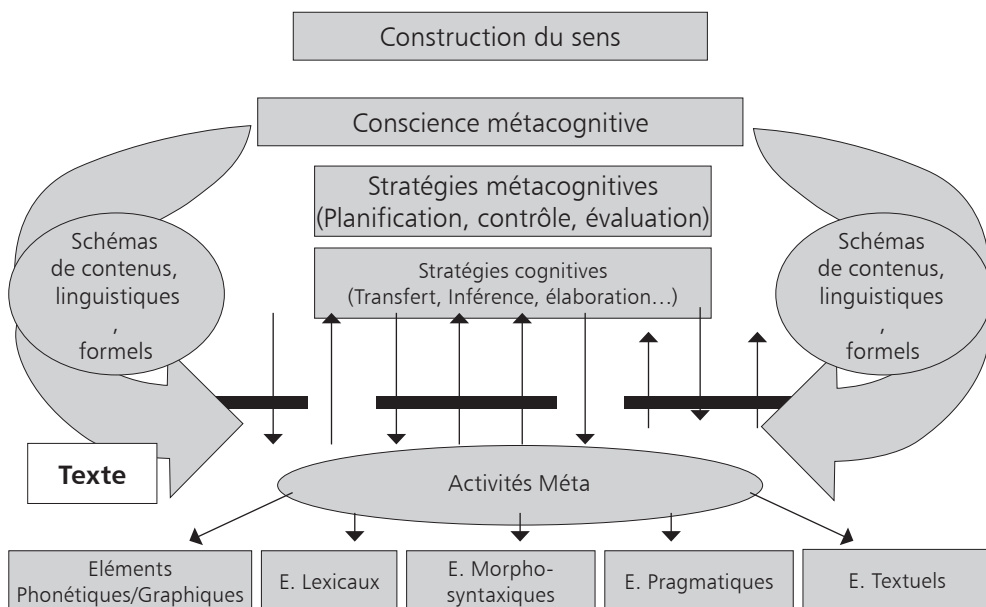 Construction du sens
Conscience métacognitive
Stratégies métacognitives
(Planification, contrôle, évaluation)
Schémas
de contenus,
linguistiques
,
formels
Stratégies cognitives
(Transfert, Inférence, élaboration…)
Schémas
de contenus,
linguistiques
,
formels
Texte
Activités Méta
Eléments
Phonétiques/Graphiques
E. Lexicaux
E. Morpho-
syntaxiques
E. Pragmatiques
E. Textuels